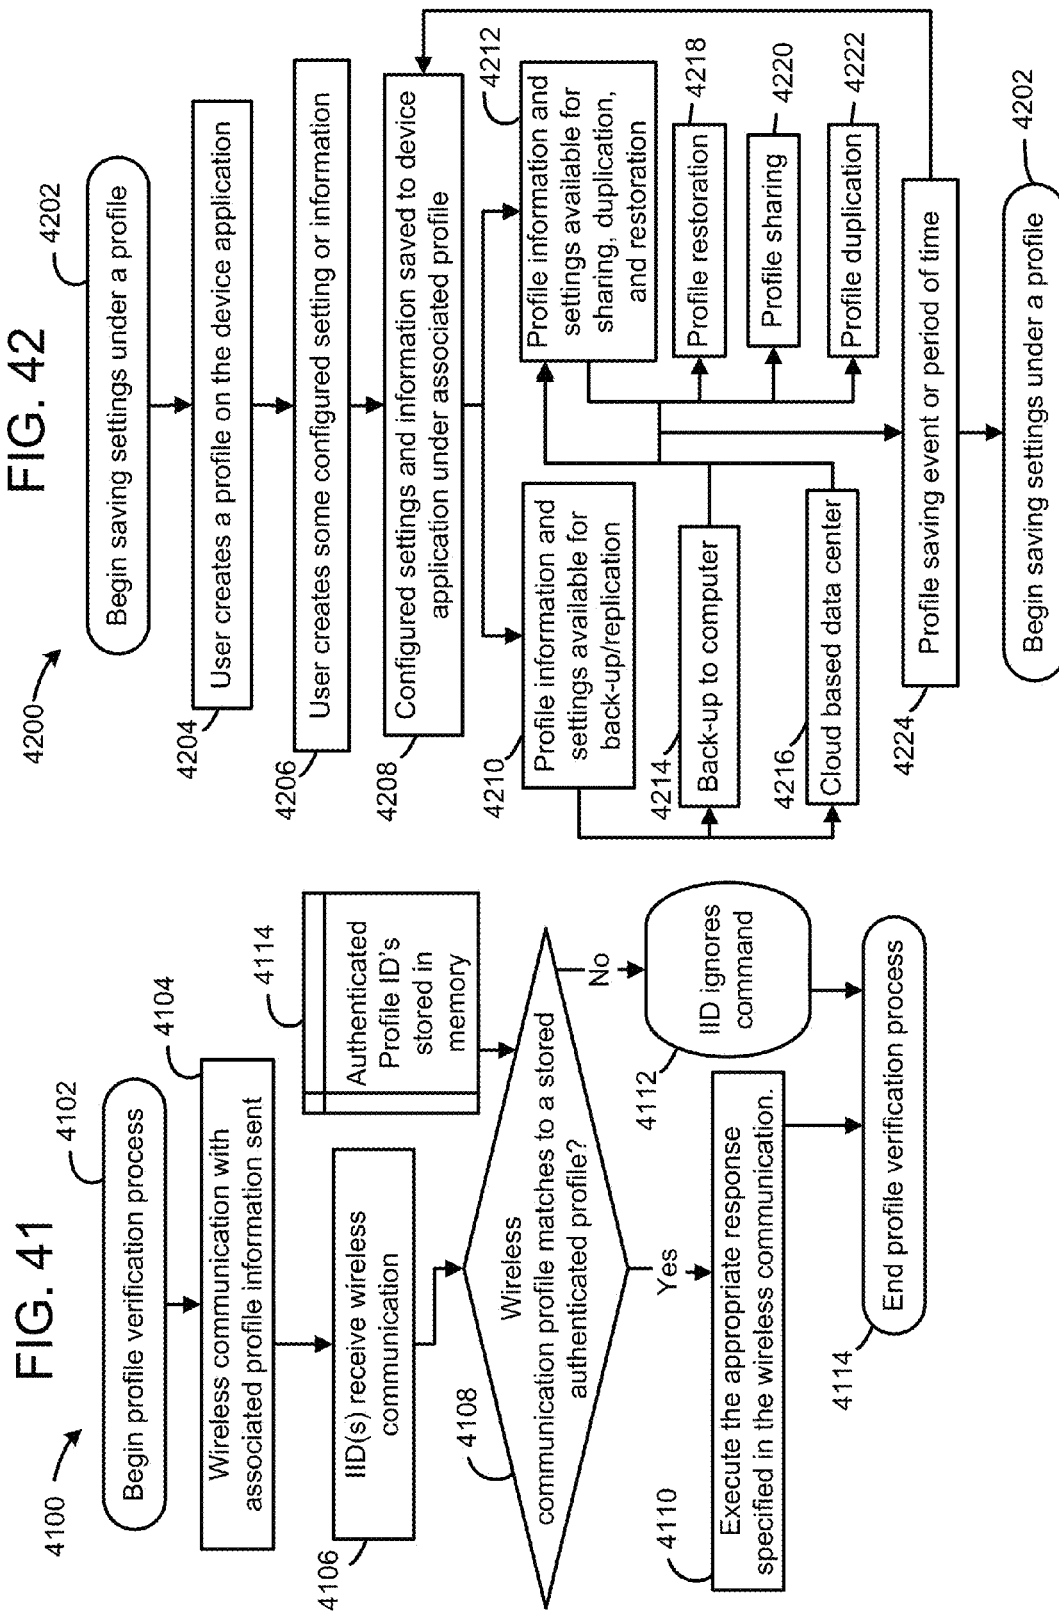 FIG. 41
4100
4102
Begin profile verification process
4104
Wireless communication with
associated profile information sent
4106
IID(s) receive wireless
communication
4114
Authenticated
Profile ID's
stored in
memory
4108
Wireless
communication profile matches to a stored
authenticated profile?
No
Yes
4112
IID ignores
command
4110
Execute the appropriate response
specified in the wireless communication.
4114
End profile verification process
FIG. 42
4200
4202
Begin saving settings under a profile
4204
User creates a profile on the device application
4206
User creates some configured setting or information
4208
Configured settings and information saved to device
application under associated profile
4210
Profile information and
settings available for
back-up/replication
4212
Profile information and
settings available for
sharing, duplication,
and restoration
4214
Back-up to computer
4216
Cloud based data center
4218
Profile restoration
4220
Profile sharing
4222
Profile duplication
4224
Profile saving event or period of time
4202
Begin saving settings under a profile